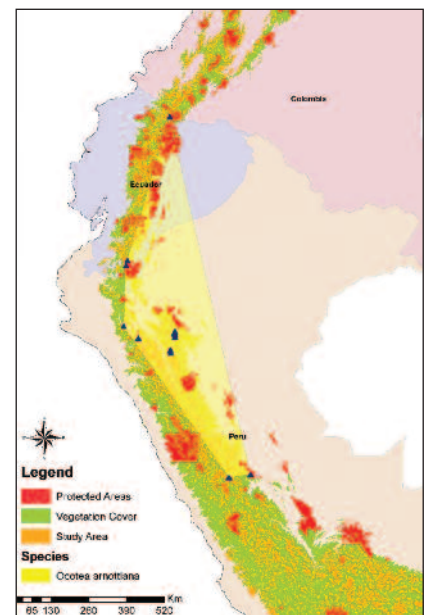 Colombia
Ecuador
Peru
Legend
Protected Areas
Vegetation Cover
Study Area
Species
Ocotea arnottiana
Km
65 130 260 390 520